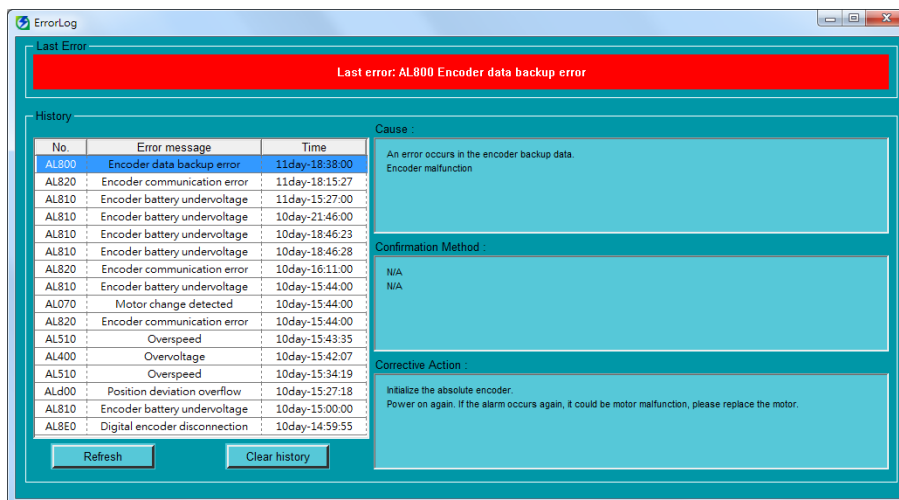 ErrorLog
Last Error
Last error: AL800 Encoder data backup error
History
No. Error message Time
AL800 Encoder data backup error 11day-18:38:00
AL820 Encoder communication error 11day-18:15:27
AL810 Encoder battery undervoltage 11day-15:27:00
AL810 Encoder battery undervoltage 10day-21:46:00
AL810 Encoder battery undervoltage 10day-18:46:23
AL810 Encoder battery undervoltage 10day-18:46:28
AL820 Encoder communication error 10day-16:11:00
AL810 Encoder battery undervoltage 10day-15:44:00
AL070 Motor change detected 10day-15:44:00
AL820 Encoder communication error 10day-15:44:00
AL510 Overspeed 10day-15:43:35
AL400 Overvoltage 10day-15:42:07
AL510 Overspeed 10day-15:34:19
ALd00 Position deviation overflow 10day-15:27:18
AL810 Encoder battery undervoltage 10day-15:00:00
AL8E0 Digital encoder disconnection 10day-14:59:55
Refresh Clear history
Cause :
An error occurs in the encoder backup data.
Encoder malfunction
Confirmation Method :
N/A
N/A
Corrective Action :
Initialize the absolute encoder.
Power on again. If the alarm occurs again, it could be motor malfunction, please replace the motor.